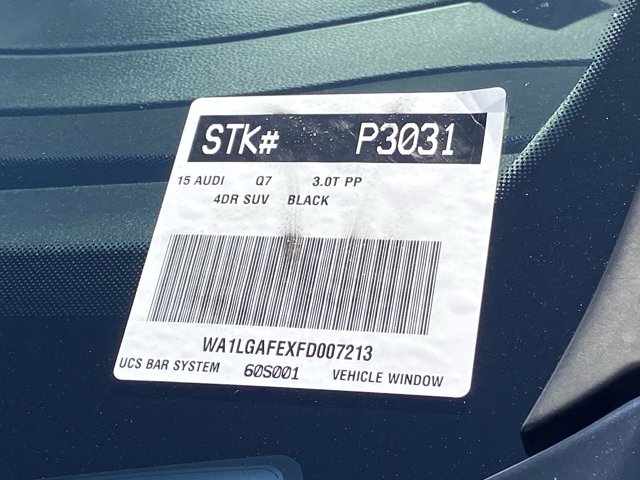 STK# P3031
15 AUDI Q7 3.0T PP
4DR SUV BLACK
WA1LGAFEXFD007213
UCS BAR SYSTEM 60S001 VEHICLE WINDOW